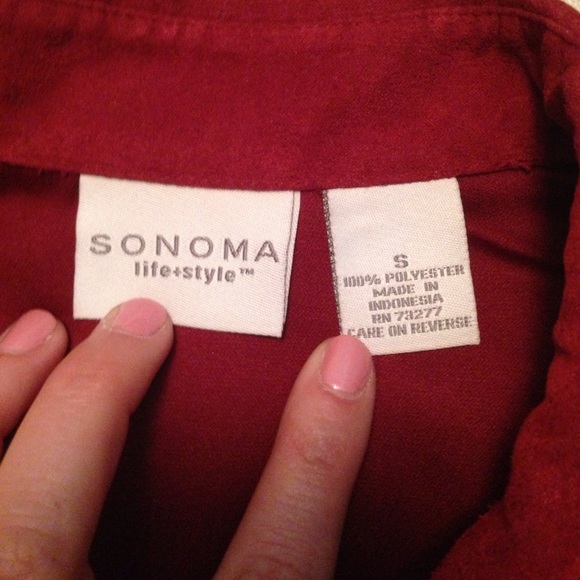 SONOMA
life+style™
S
100% POLYESTER
MADE IN
INDONESIA
RN 73277
CARE ON REVERSE